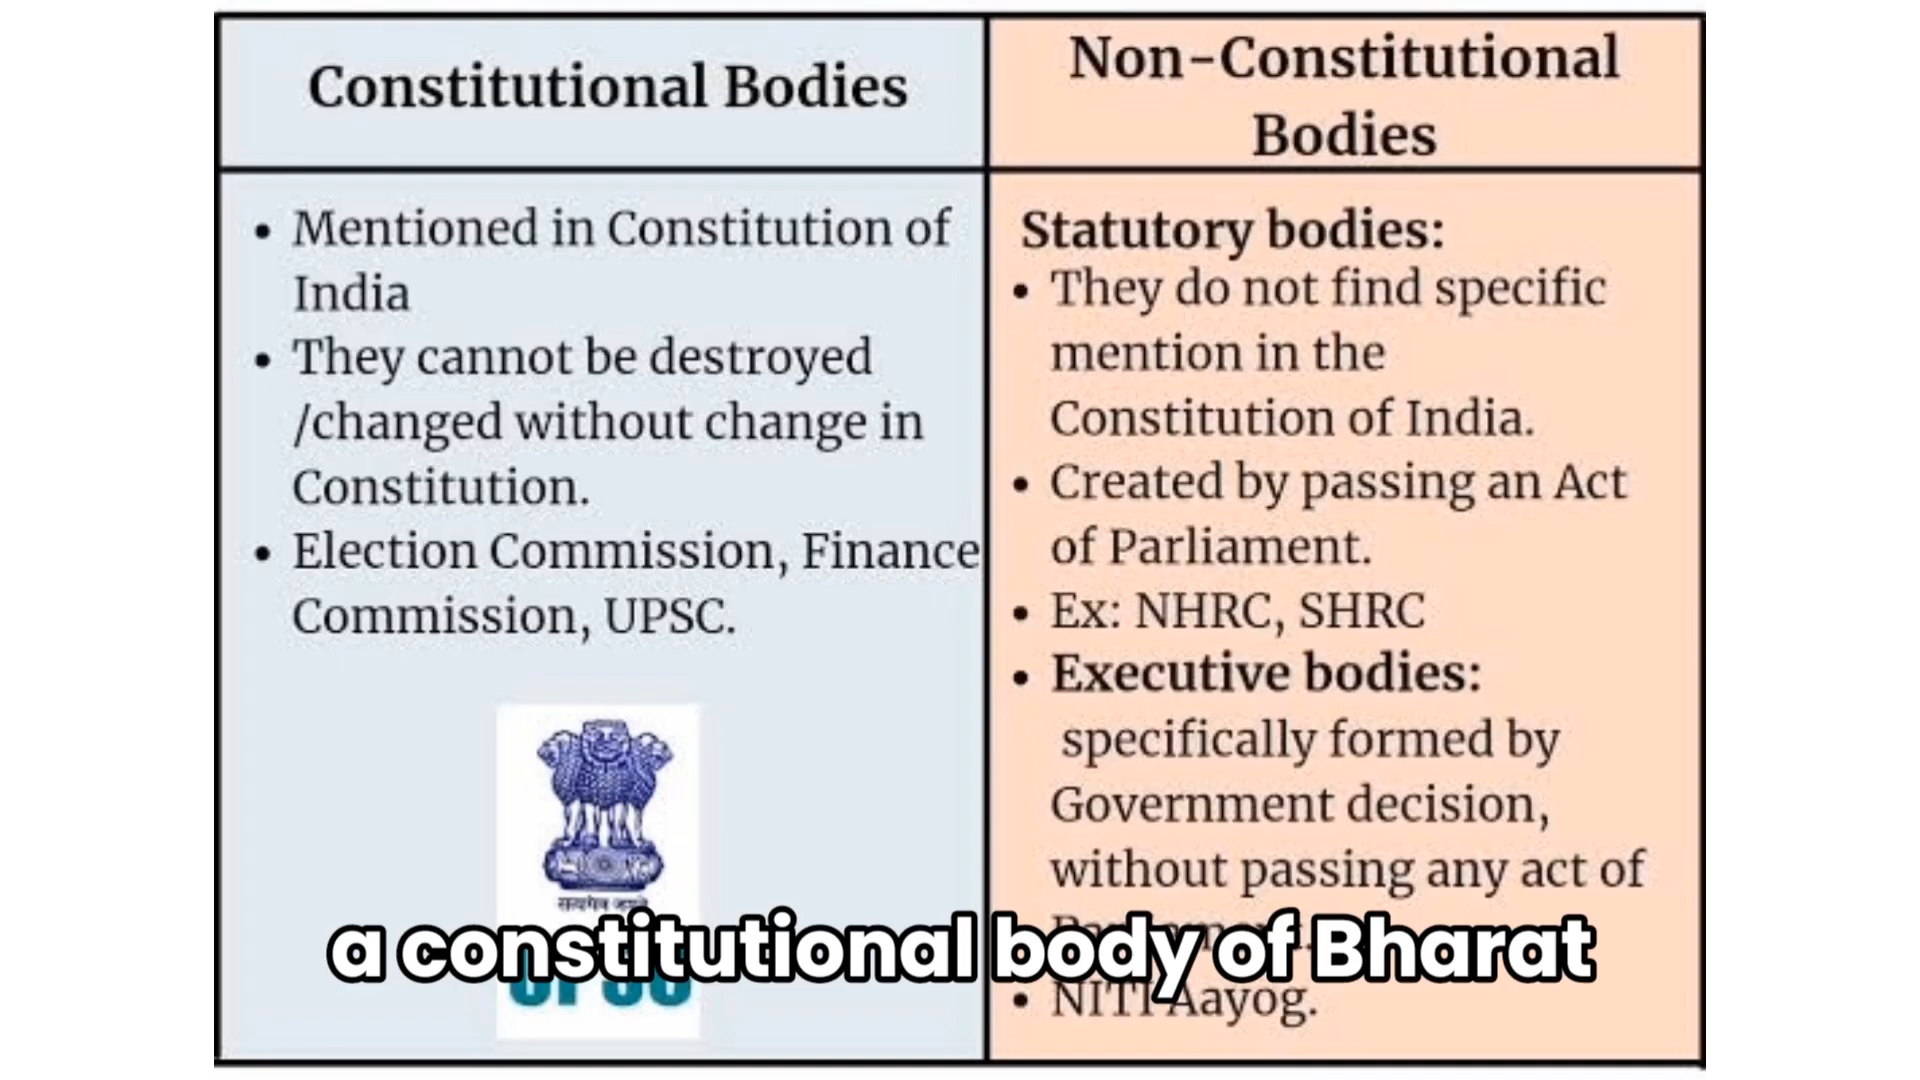 Constitutional Bodies
Non-Constitutional
Bodies
• Mentioned in Constitution of
India
• They cannot be destroyed
/changed without change in
Constitution.
• Election Commission, Finance
Commission, UPSC.
सत्यमेव जयते
Statutory bodies:
• They do not find specific
mention in the
Constitution of India.
• Created by passing an Act
of Parliament.
• Ex: NHRC, SHRC
• Executive bodies:
specifically formed by
Government decision,
without passing any act of
• NITI Aayog.
a constitutional body of Bharat